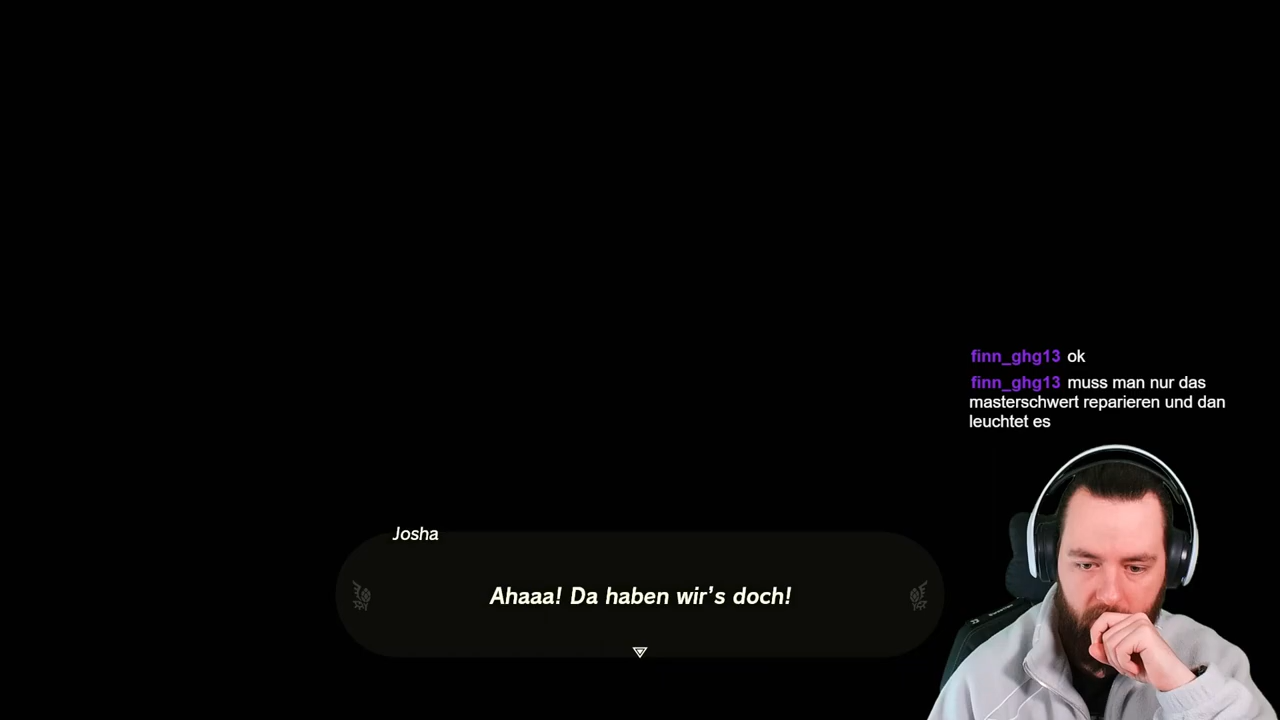 finn_ghg13 ok
finn_ghg13 muss man nur das
masterschwert reparieren und dan
leuchtet es
Josha
Ahaaa! Da haben wir's doch!